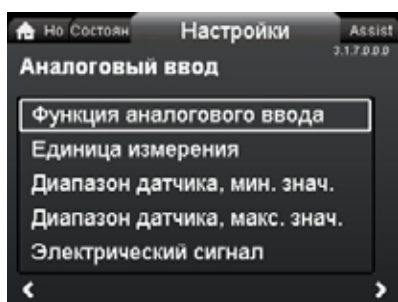 Но Состоян Настройки Assist
3.1.7.0.0.0
Аналоговый ввод
Функция аналогового ввода
Единица измерения
Диапазон датчика, мин. знач.
Диапазон датчика, макс. знач.
Электрический сигнал